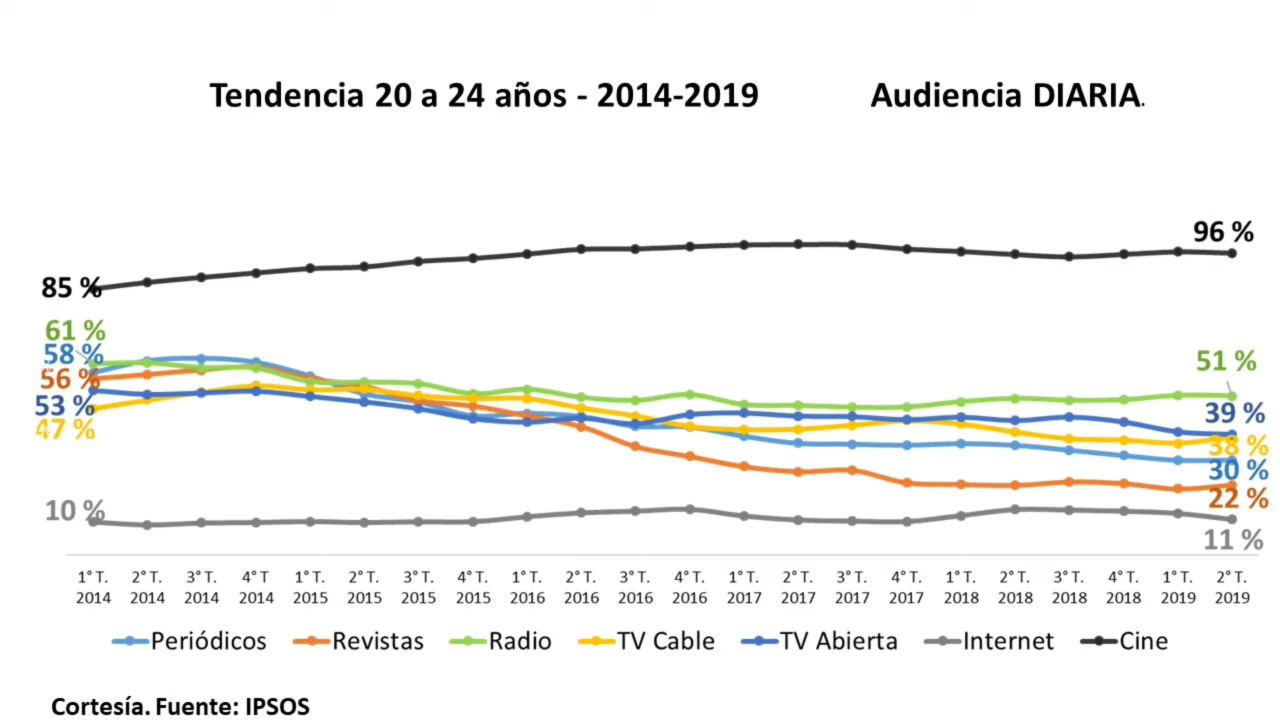 Tendencia 20 a 24 años - 2014-2019 Audiencia DIARIA.
96 %
85 %
61 %
58 %
56 %
53 %
47 %
51 %
39 %
38 %
30 %
22 %
10 %
11 %
1° T. 2° T. 3° T. 4° T 1° T. 2° T. 3° T. 4° T. 1° T. 2° T. 3° T. 4° T. 1° T. 2° T. 3° T. 4° T. 1° T. 2° T. 3° T. 4° T. 1° T. 2° T.
2014 2014 2014 2014 2015 2015 2015 2015 2016 2016 2016 2016 2017 2017 2017 2017 2018 2018 2018 2018 2019 2019
Periódicos Revistas Radio TV Cable TV Abierta Internet Cine
Cortesía. Fuente: IPSOS